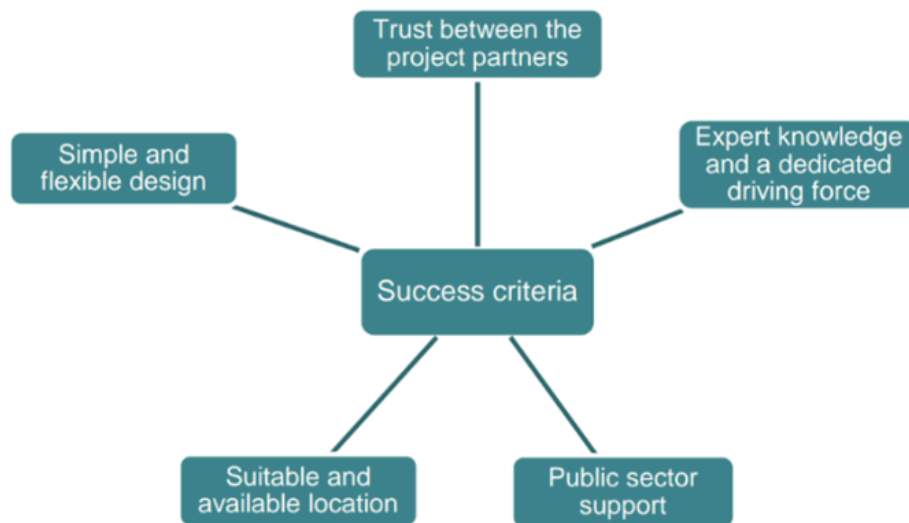 Trust between the
project partners
Simple and
flexible design
Expert knowledge
and a dedicated
driving force
Success criteria
Suitable and
available location
Public sector
support